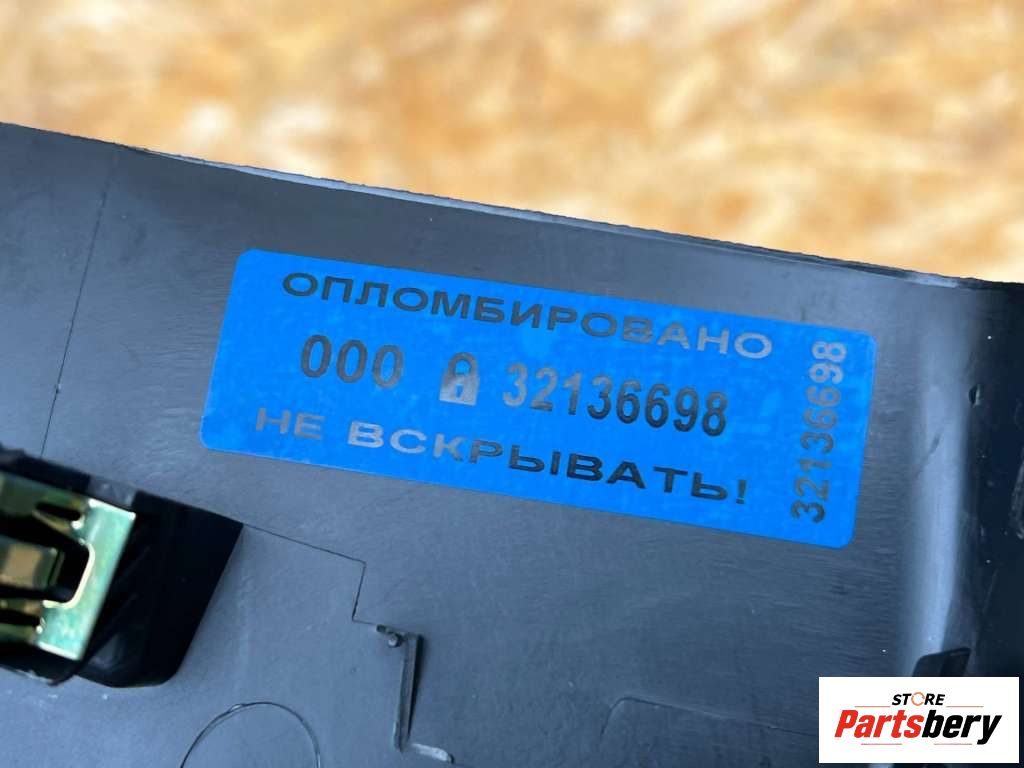 ОПЛОМБИРОВАНО
000 32136698
НЕ ВСКРЫВАТЬ!
32136698
STORE
Partsbery